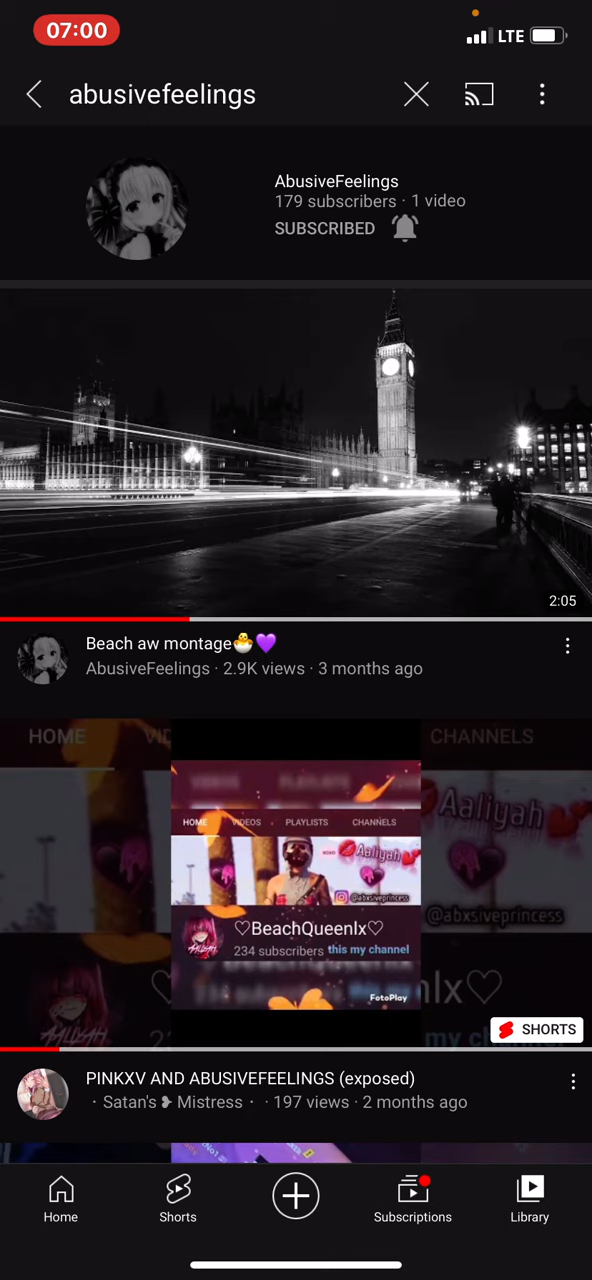 07:00
LTE
abusivefeelings
AbusiveFeelings
179 subscribers · 1 video
SUBSCRIBED
2:05
Beach aw montage🐣💜
AbusiveFeelings · 2.9K views · 3 months ago
HOME
CHANNELS
HOME VIDEOS PLAYLISTS CHANNELS
XOXO
Aaliyah
@abxsiveprincess
Aaliyah
@abxsiveprincess
AALIYAH
♡BeachQueenlx♡
234 subscribers this my channel
FotoPlay
SHORTS
PINKXV AND ABUSIVEFEELINGS (exposed)
· Satan's ❥ Mistress · · 197 views · 2 months ago
Home
Shorts
Subscriptions
Library